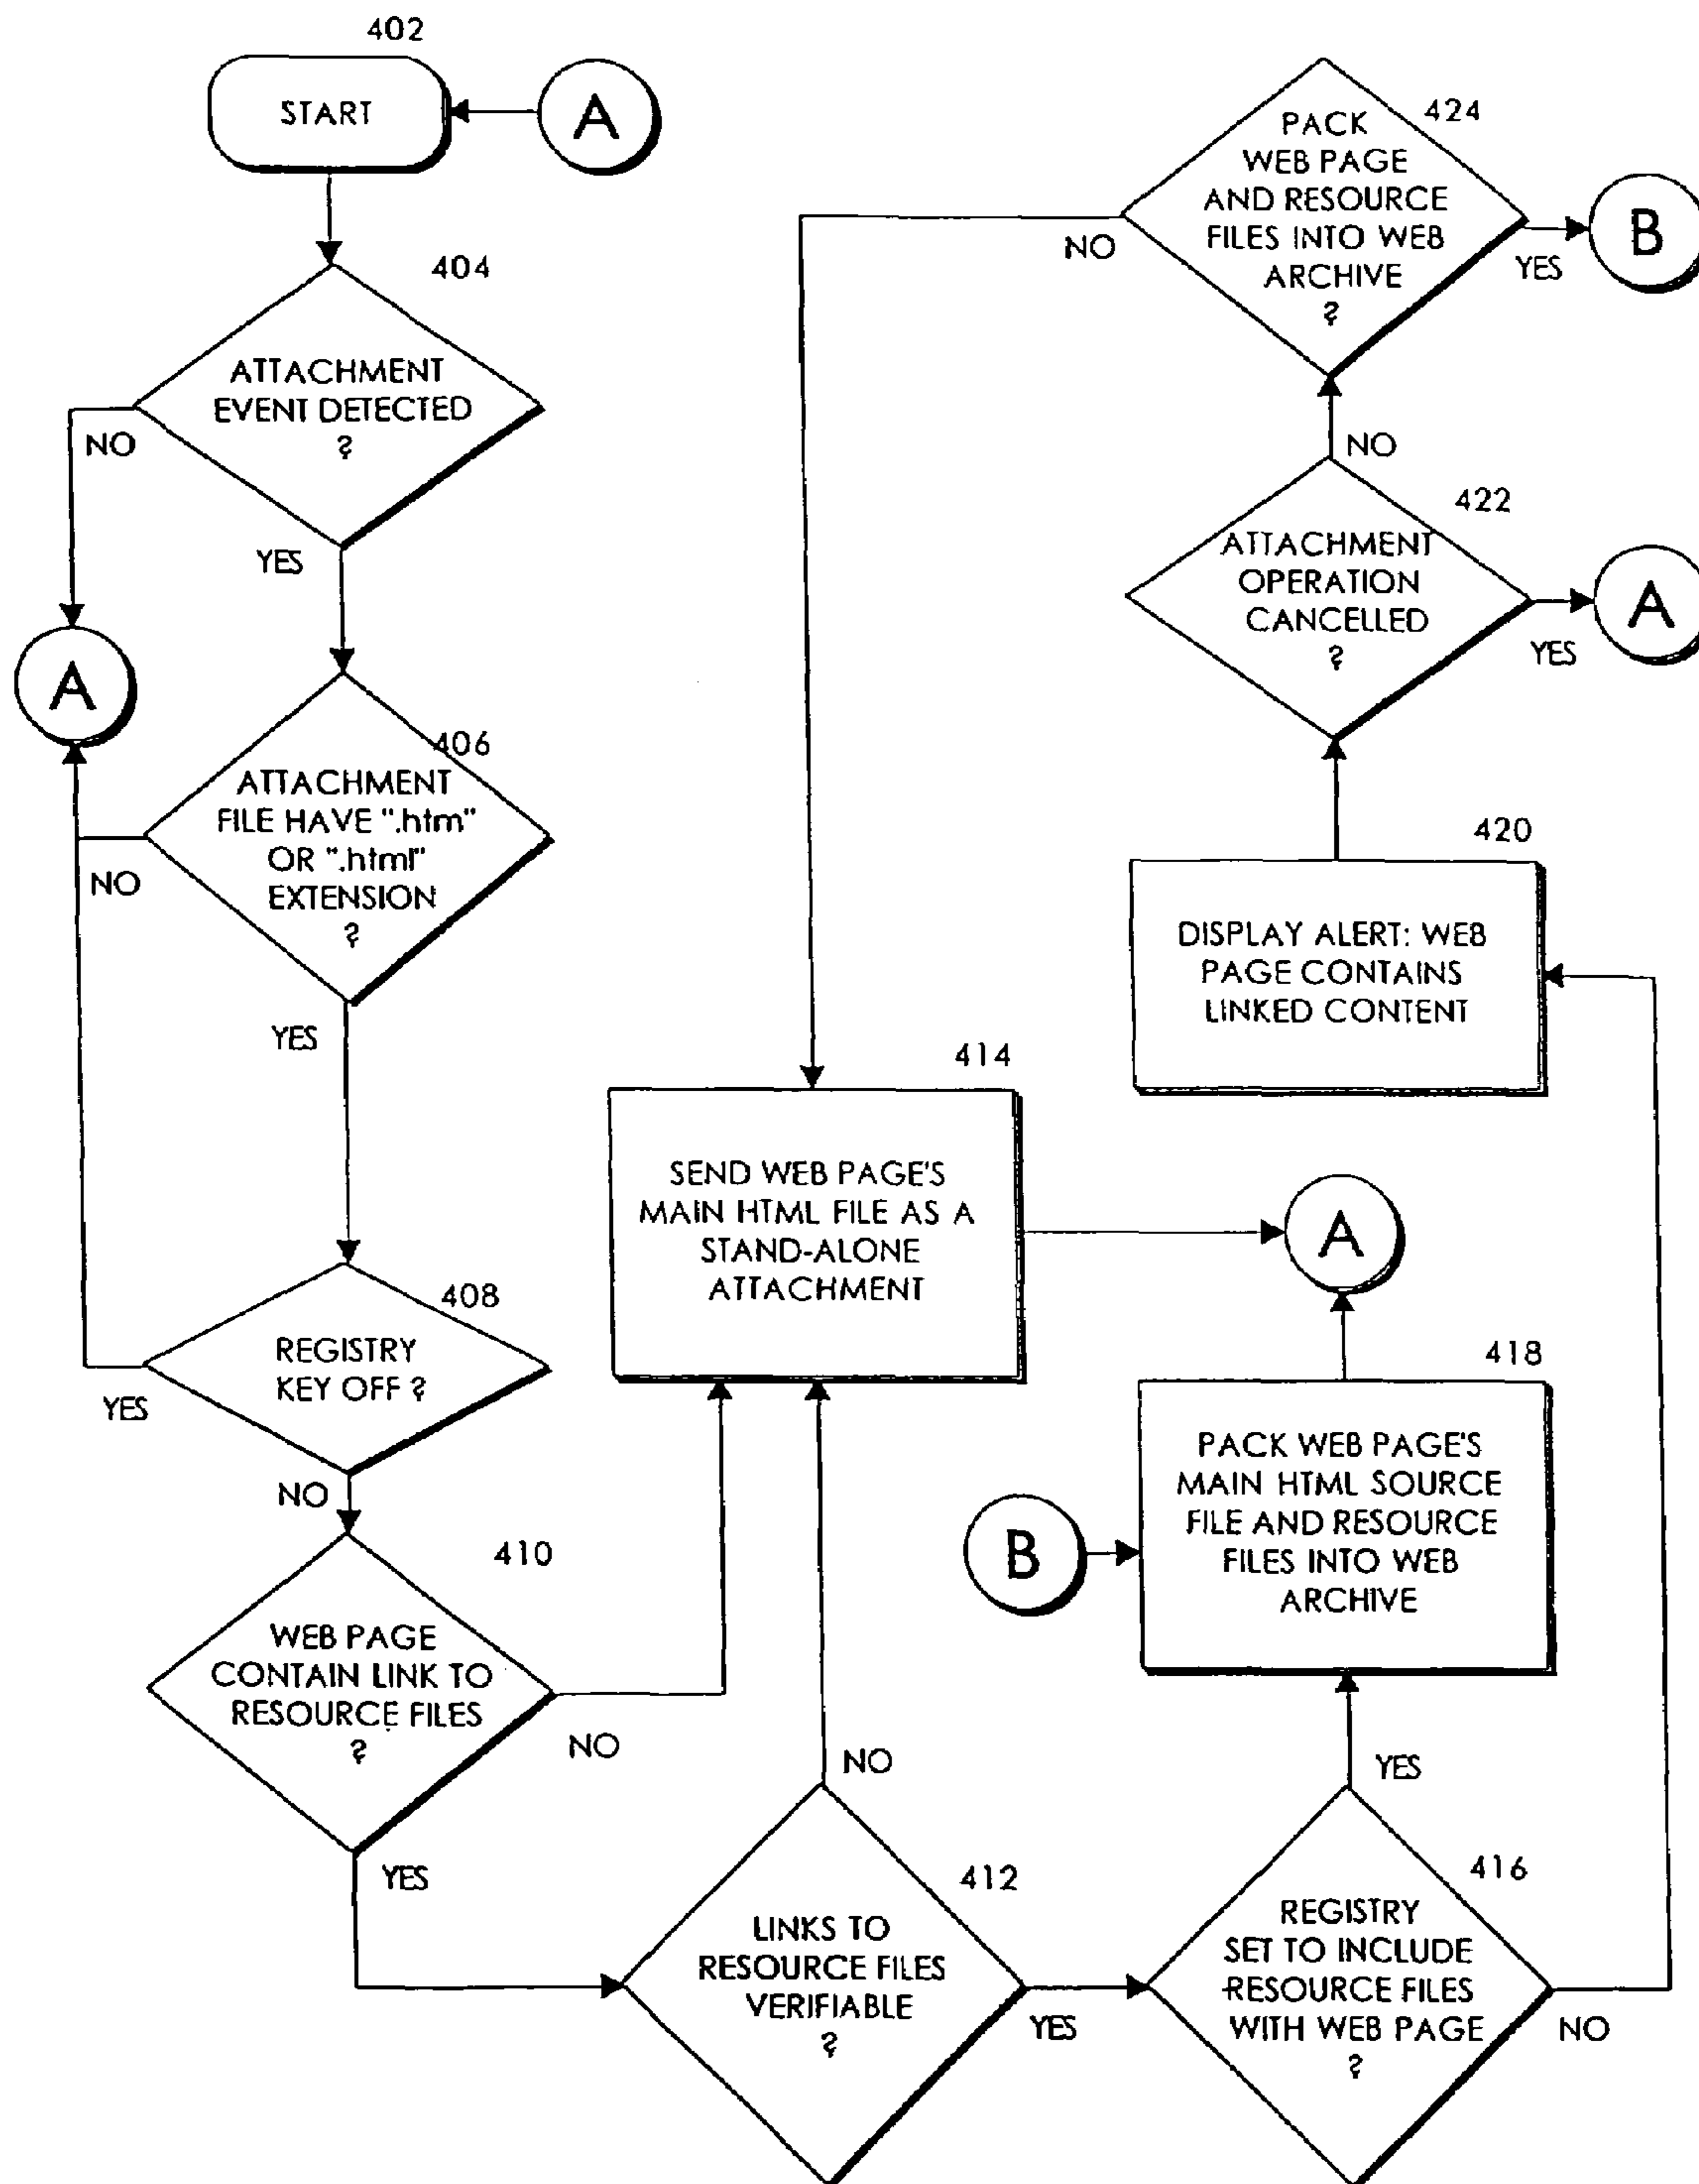 402
START
A
404
ATTACHMENT
EVENT DETECTED
?
NO
YES
A
406
ATTACHMENT
FILE HAVE ".htm"
OR ".html"
EXTENSION
?
NO
YES
408
REGISTRY
KEY OFF ?
YES
NO
410
WEB PAGE
CONTAIN LINK TO
RESOURCE FILES
?
NO
YES
412
LINKS TO
RESOURCE FILES
VERIFIABLE
?
NO
YES
414
SEND WEB PAGE'S
MAIN HTML FILE AS A
STAND-ALONE
ATTACHMENT
A
416
REGISTRY
SET TO INCLUDE
RESOURCE FILES
WITH WEB PAGE
?
YES
NO
418
PACK WEB PAGE'S
MAIN HTML SOURCE
FILE AND RESOURCE
FILES INTO WEB
ARCHIVE
B
420
DISPLAY ALERT: WEB
PAGE CONTAINS
LINKED CONTENT
422
ATTACHMENT
OPERATION
CANCELLED
?
NO
YES
A
424
PACK
WEB PAGE
AND RESOURCE
FILES INTO WEB
ARCHIVE
?
NO
YES
B